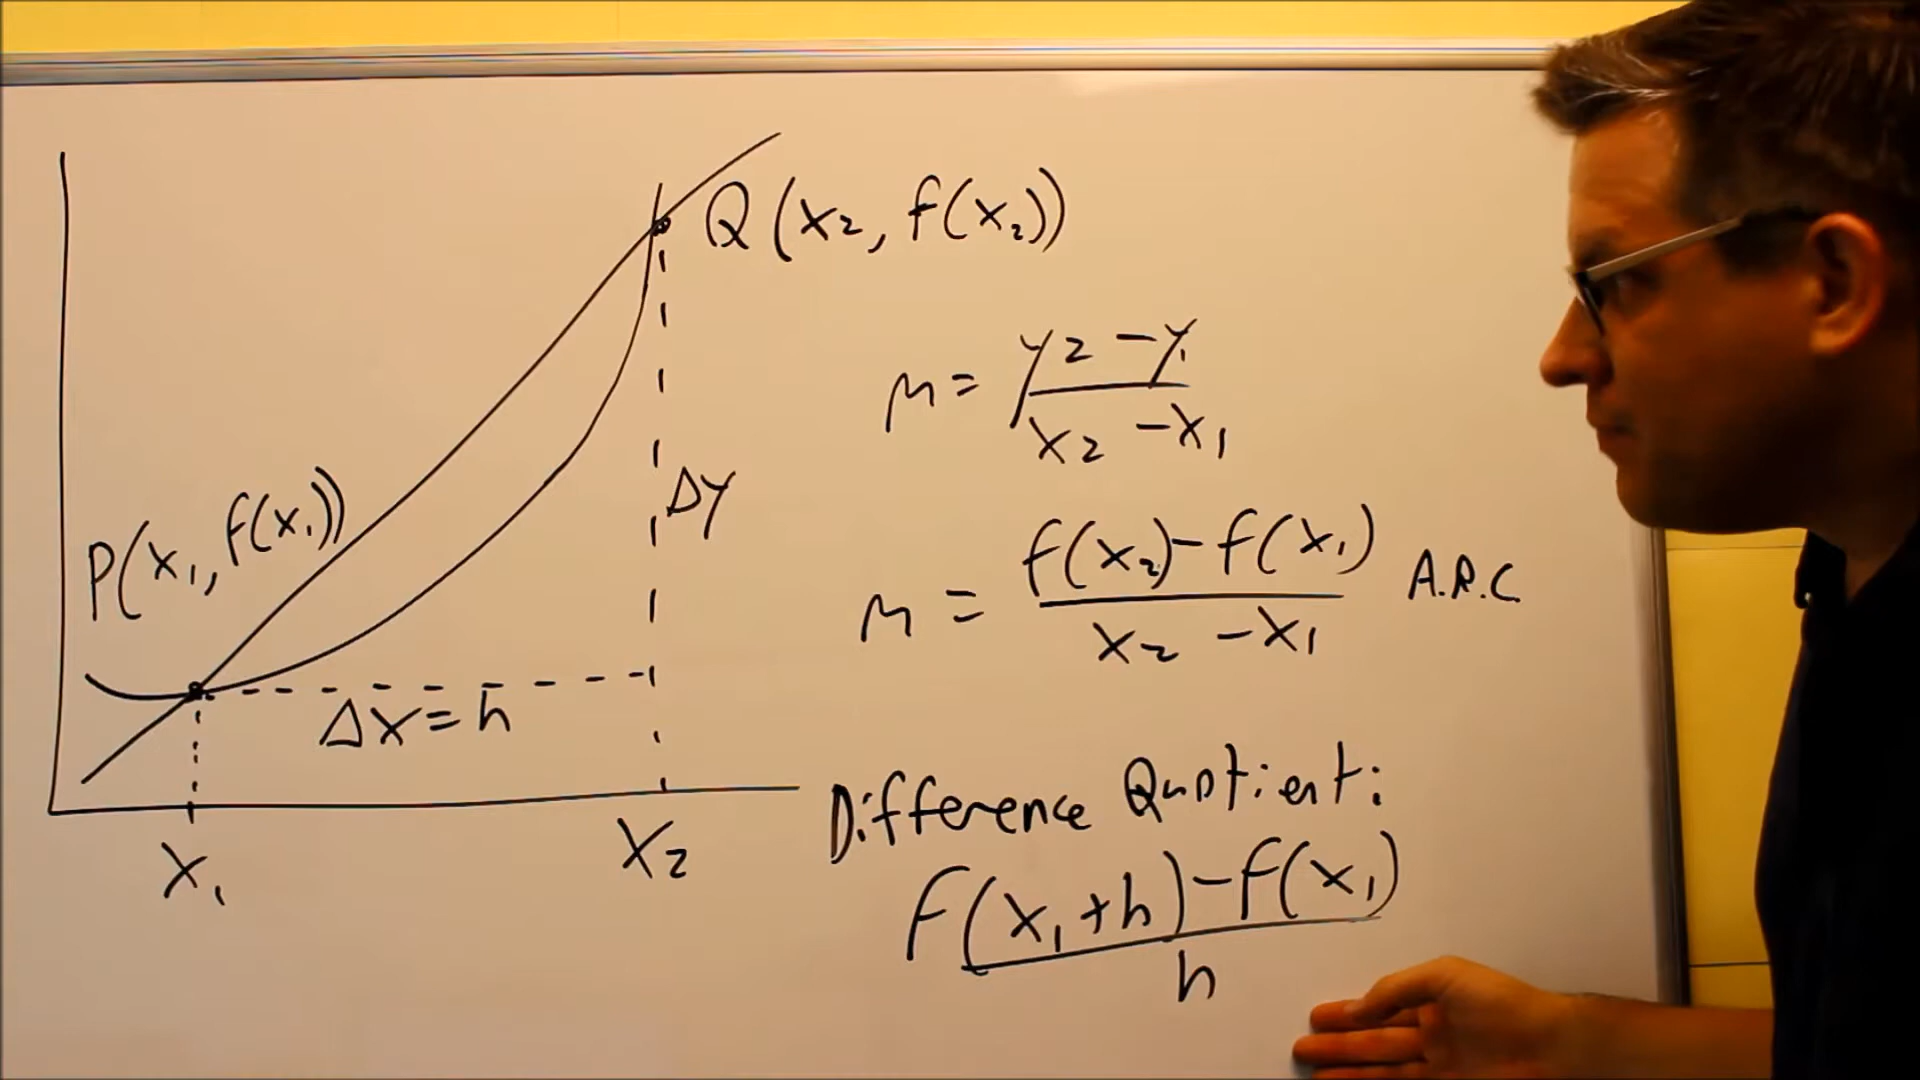 Q(x₂, f(x₂))
m = y₂ - y₁
x₂ - x₁
Δy
P(x₁, f(x₁))
m = f(x₂) - f(x₁) A.R.C
x₂ - x₁
Δx = h
Difference Quotient:
f(x₁+h) - f(x₁)
h
x₁
x₂